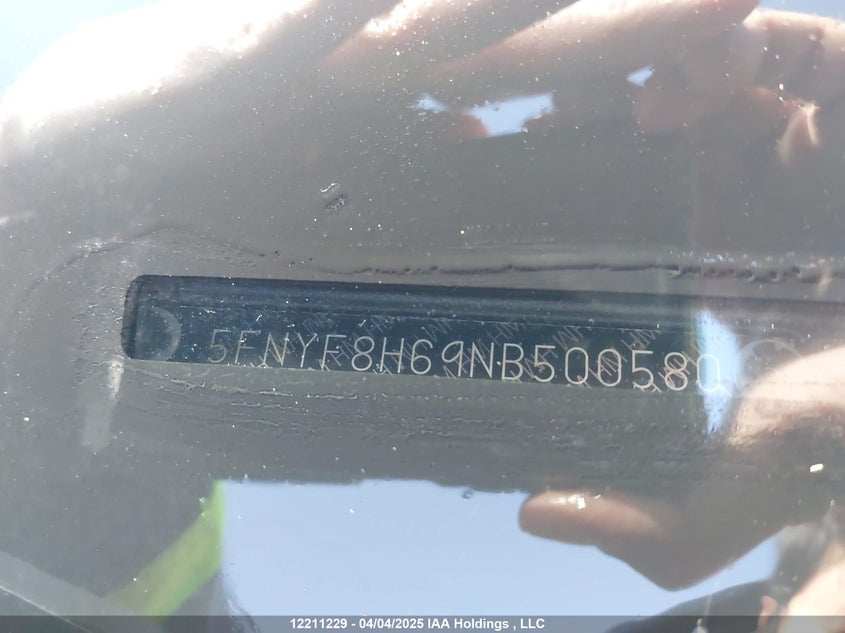 5FNYF8H69NB500580
12211229 - 04/04/2025 IAA Holdings , LLC